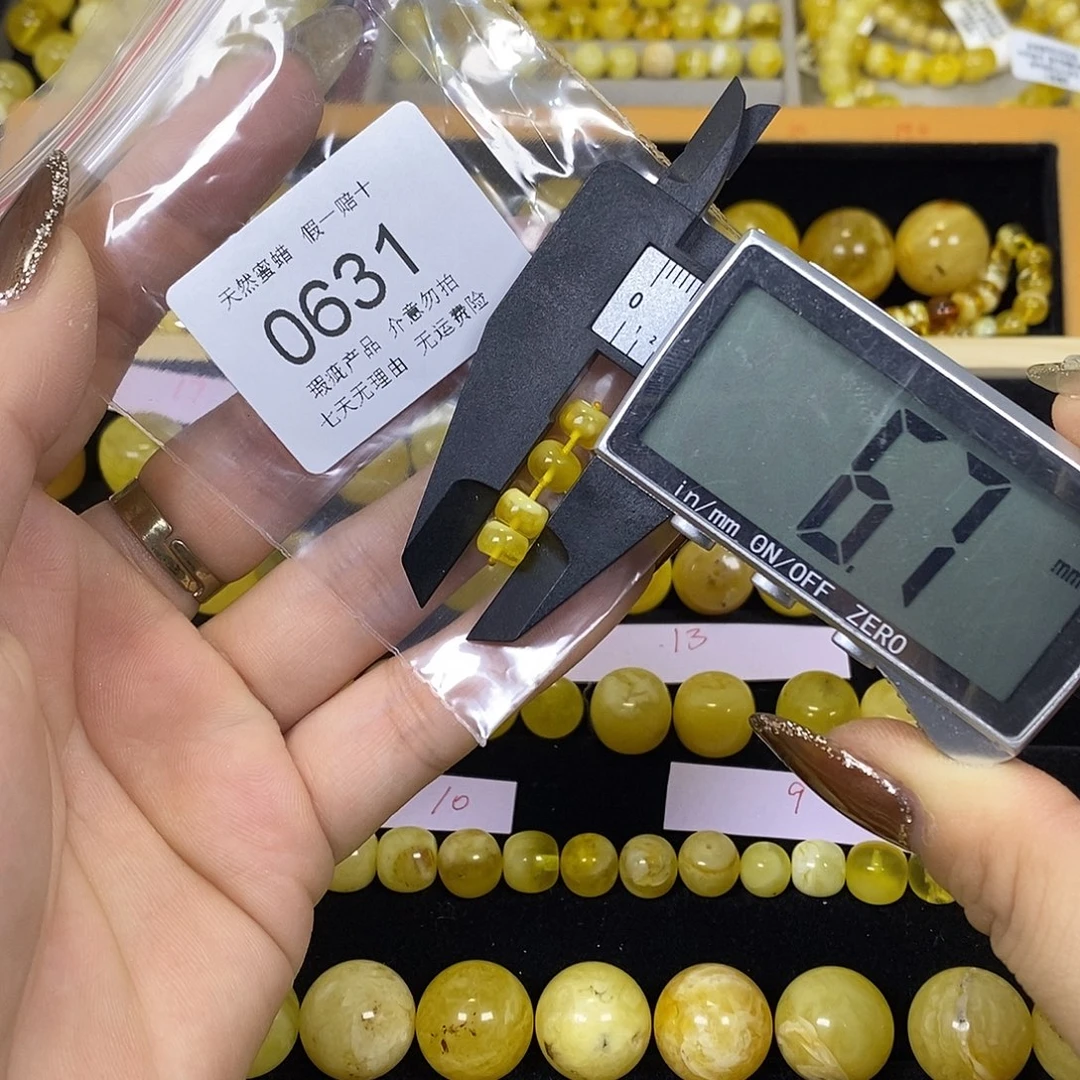 天然蜜蜡 假一赔十
0631
瑕疵产品 介意勿拍
七天无理由 无运费险
0
1 2
6.7
mm
in/mm ON/OFF ZERO
13
10
9